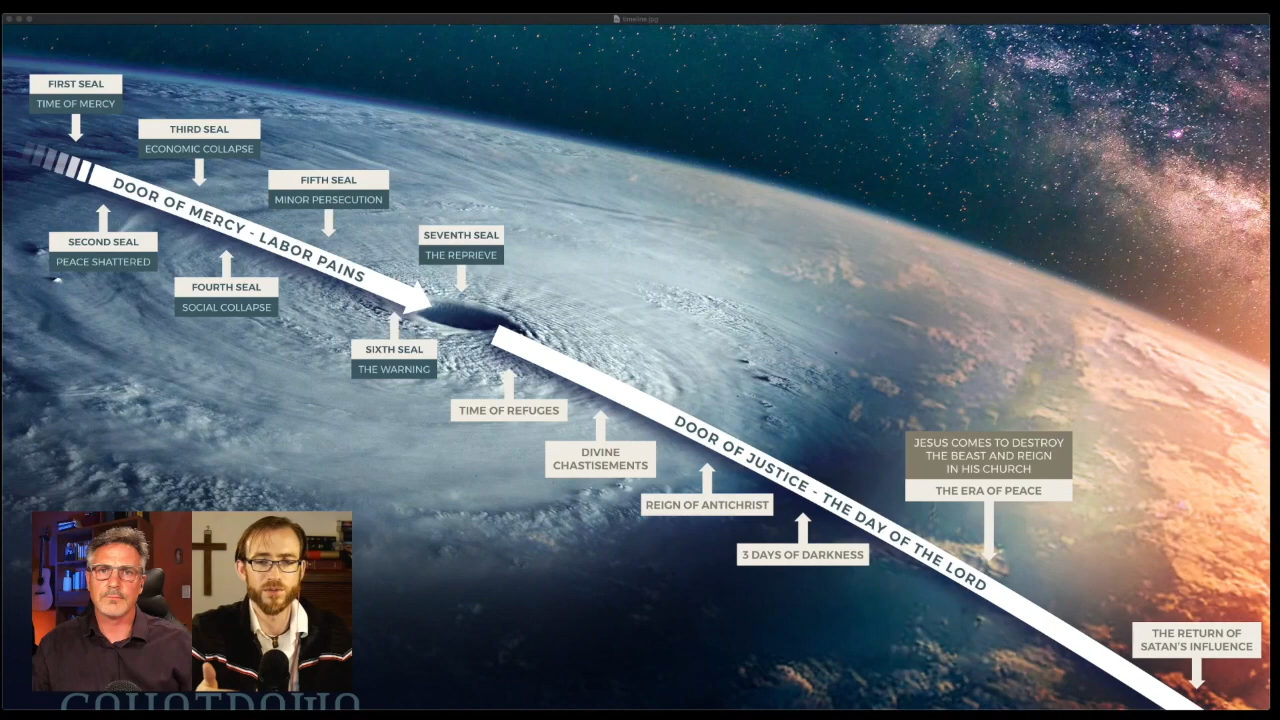 timeline.jpg
FIRST SEAL
TIME OF MERCY
THIRD SEAL
ECONOMIC COLLAPSE
FIFTH SEAL
MINOR PERSECUTION
SEVENTH SEAL
THE REPRIEVE
DOOR OF MERCY - LABOR PAINS
SECOND SEAL
PEACE SHATTERED
FOURTH SEAL
SOCIAL COLLAPSE
SIXTH SEAL
THE WARNING
TIME OF REFUGES
DIVINE
CHASTISEMENTS
REIGN OF ANTICHRIST
3 DAYS OF DARKNESS
DOOR OF JUSTICE - THE DAY OF THE LORD
JESUS COMES TO DESTROY
THE BEAST AND REIGN
IN HIS CHURCH
THE ERA OF PEACE
THE RETURN OF
SATAN'S INFLUENCE